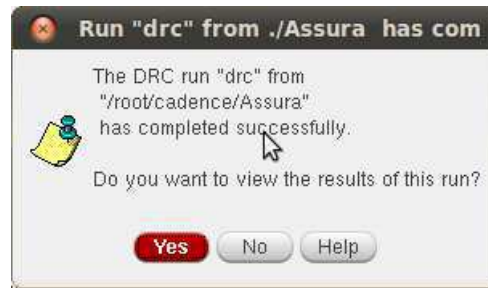 Run "drc" from ./Assura has com
The DRC run "drc" from
"/root/cadence/Assura"
has completed successfully.
Do you want to view the results of this run?
Yes No Help